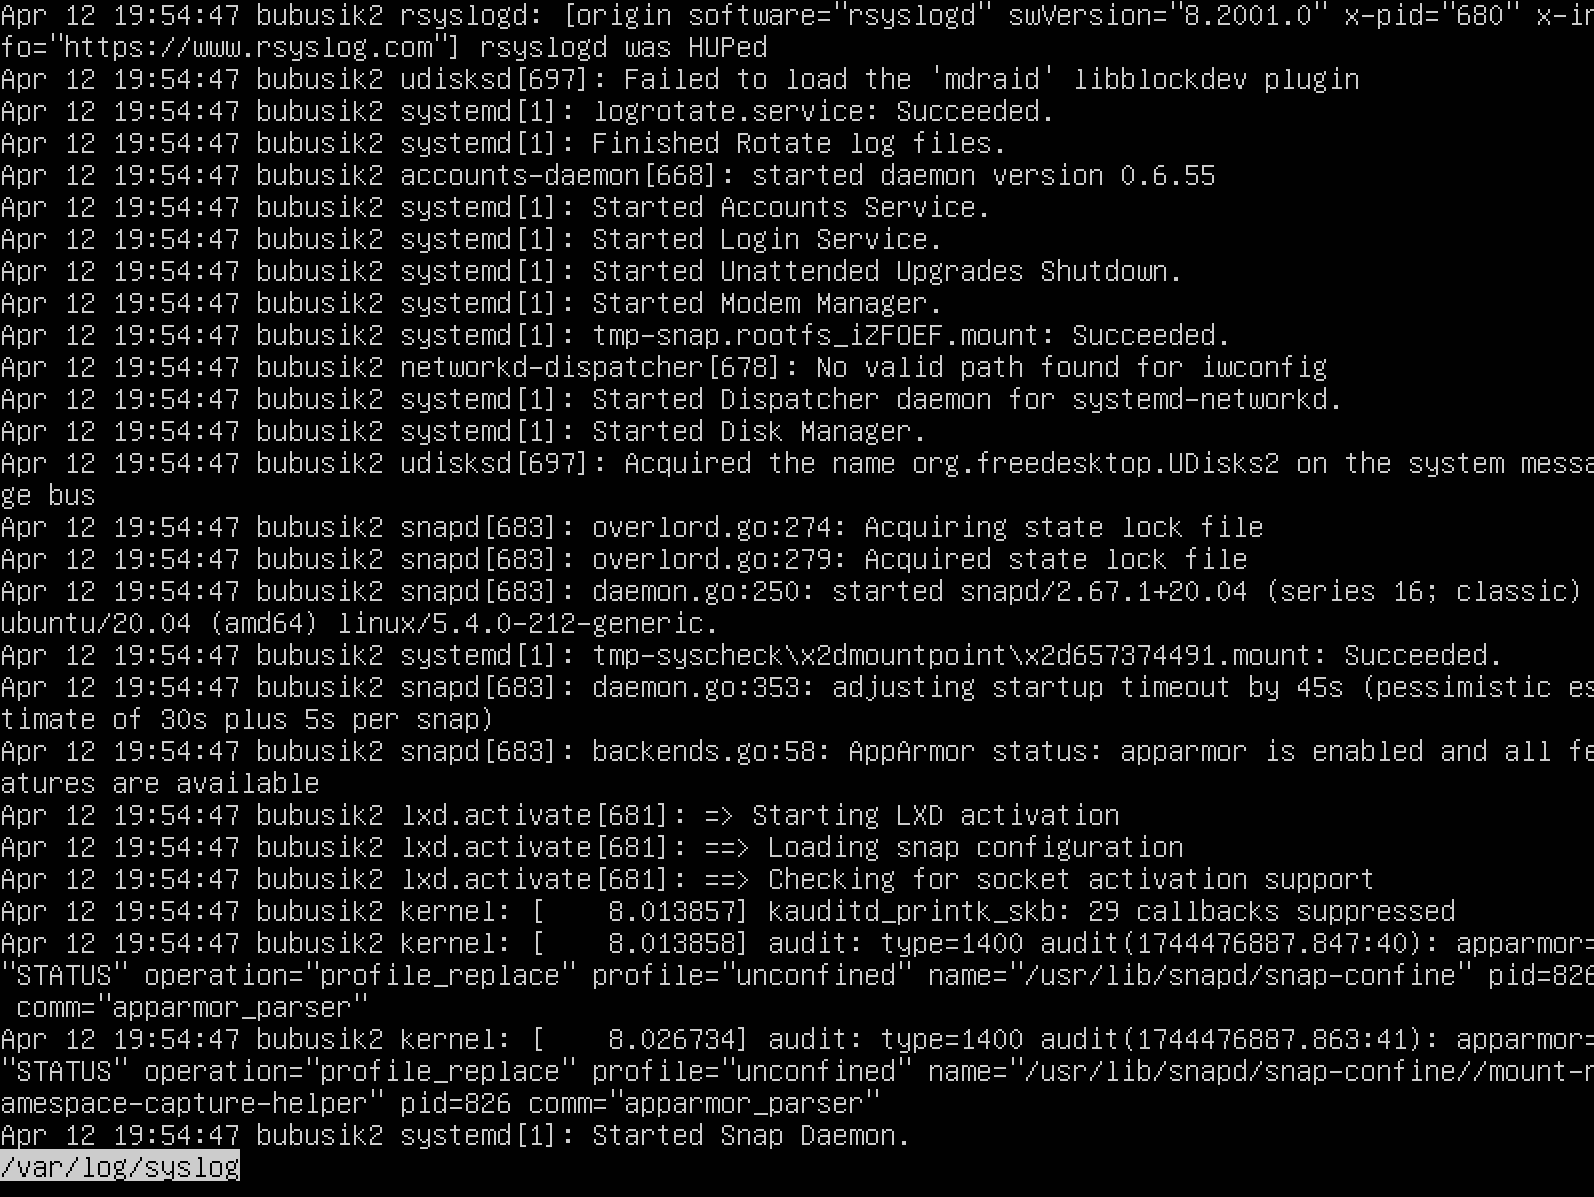 Apr 12 19:54:47 bubusik2 rsyslogd: [origin software="rsyslogd" swVersion="8.2001.0" x-pid="680" x-in
fo="https://www.rsyslog.com"] rsyslogd was HUPed
Apr 12 19:54:47 bubusik2 udisksd[697]: Failed to load the 'mdraid' libblockdev plugin
Apr 12 19:54:47 bubusik2 systemd[1]: logrotate.service: Succeeded.
Apr 12 19:54:47 bubusik2 systemd[1]: Finished Rotate log files.
Apr 12 19:54:47 bubusik2 accounts-daemon[668]: started daemon version 0.6.55
Apr 12 19:54:47 bubusik2 systemd[1]: Started Accounts Service.
Apr 12 19:54:47 bubusik2 systemd[1]: Started Login Service.
Apr 12 19:54:47 bubusik2 systemd[1]: Started Unattended Upgrades Shutdown.
Apr 12 19:54:47 bubusik2 systemd[1]: Started Modem Manager.
Apr 12 19:54:47 bubusik2 systemd[1]: tmp-snap.rootfs_iZFOEF.mount: Succeeded.
Apr 12 19:54:47 bubusik2 networkd-dispatcher[678]: No valid path found for iwconfig
Apr 12 19:54:47 bubusik2 systemd[1]: Started Dispatcher daemon for systemd-networkd.
Apr 12 19:54:47 bubusik2 systemd[1]: Started Disk Manager.
Apr 12 19:54:47 bubusik2 udisksd[697]: Acquired the name org.freedesktop.UDisks2 on the system messa
ge bus
Apr 12 19:54:47 bubusik2 snapd[683]: overlord.go:274: Acquiring state lock file
Apr 12 19:54:47 bubusik2 snapd[683]: overlord.go:279: Acquired state lock file
Apr 12 19:54:47 bubusik2 snapd[683]: daemon.go:250: started snapd/2.67.1+20.04 (series 16; classic)
ubuntu/20.04 (amd64) linux/5.4.0-212-generic.
Apr 12 19:54:47 bubusik2 systemd[1]: tmp-syscheck\x2dmountpoint\x2d657374491.mount: Succeeded.
Apr 12 19:54:47 bubusik2 snapd[683]: daemon.go:353: adjusting startup timeout by 45s (pessimistic es
timate of 30s plus 5s per snap)
Apr 12 19:54:47 bubusik2 snapd[683]: backends.go:58: AppArmor status: apparmor is enabled and all fe
atures are available
Apr 12 19:54:47 bubusik2 lxd.activate[681]: => Starting LXD activation
Apr 12 19:54:47 bubusik2 lxd.activate[681]: ==> Loading snap configuration
Apr 12 19:54:47 bubusik2 lxd.activate[681]: ==> Checking for socket activation support
Apr 12 19:54:47 bubusik2 kernel: [    8.013857] kauditd_printk_skb: 29 callbacks suppressed
Apr 12 19:54:47 bubusik2 kernel: [    8.013858] audit: type=1400 audit(1744476887.847:40): apparmor=
"STATUS" operation="profile_replace" profile="unconfined" name="/usr/lib/snapd/snap-confine" pid=826
 comm="apparmor_parser"
Apr 12 19:54:47 bubusik2 kernel: [    8.026734] audit: type=1400 audit(1744476887.863:41): apparmor=
"STATUS" operation="profile_replace" profile="unconfined" name="/usr/lib/snapd/snap-confine//mount-n
amespace-capture-helper" pid=826 comm="apparmor_parser"
Apr 12 19:54:47 bubusik2 systemd[1]: Started Snap Daemon.
/var/log/syslog